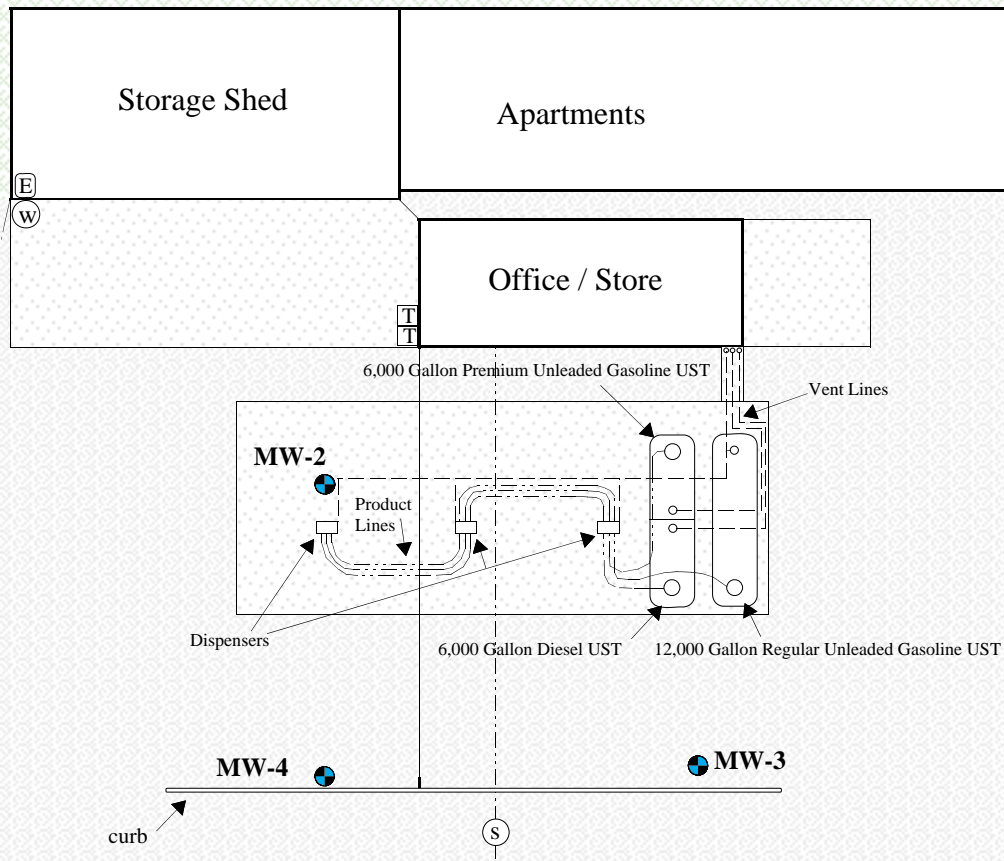 Storage Shed
Apartments
E
W
Office / Store
T
T
6,000 Gallon Premium Unleaded Gasoline UST
Vent Lines
MW-2
Product
Lines
Dispensers
6,000 Gallon Diesel UST
12,000 Gallon Regular Unleaded Gasoline UST
MW-4
MW-3
curb
S